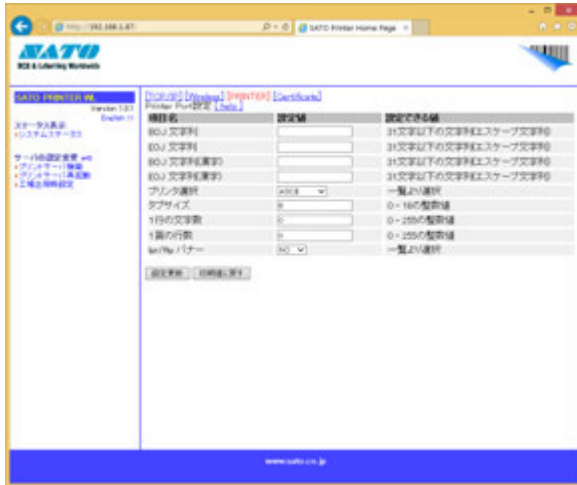 SATO Printer Home Page
SATO
DCS & Labeling Worldwide
SATO PRINTER WL
English >>
ステータス表示
システムステータス
サーバの設定変更
プリントサーバ情報
プリントサーバ再起動
工場出荷時設定
[TCP/IP] [Wireless] [PRINTER] [Certificate]
Printer Port設定 [help]
項目名 設定値 設定できる値
BOJ 文字列 31文字以下の文字列(エスケープ文字列)
EOJ 文字列 31文字以下の文字列(エスケープ文字列)
BOJ 文字列(漢字) 31文字以下の文字列(エスケープ文字列)
EOJ 文字列(漢字) 31文字以下の文字列(エスケープ文字列)
プリンタ選択 一覧より選択
タブサイズ 8 0 - 16の整数値
1行の文字数 0 0 - 255の整数値
1頁の行数 0 0 - 255の整数値
lpr/ftp バナー NO 一覧より選択
設定更新 初期値に戻す
www.sato.co.jp